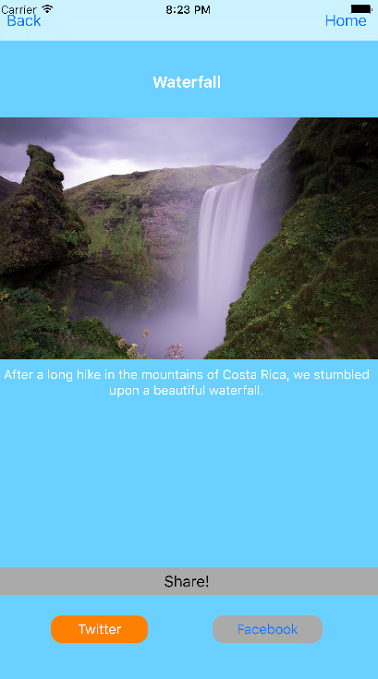 Carrier 8:23 PM
Back Home
Waterfall
After a long hike in the mountains of Costa Rica, we stumbled
upon a beautiful waterfall.
Share!
Twitter Facebook